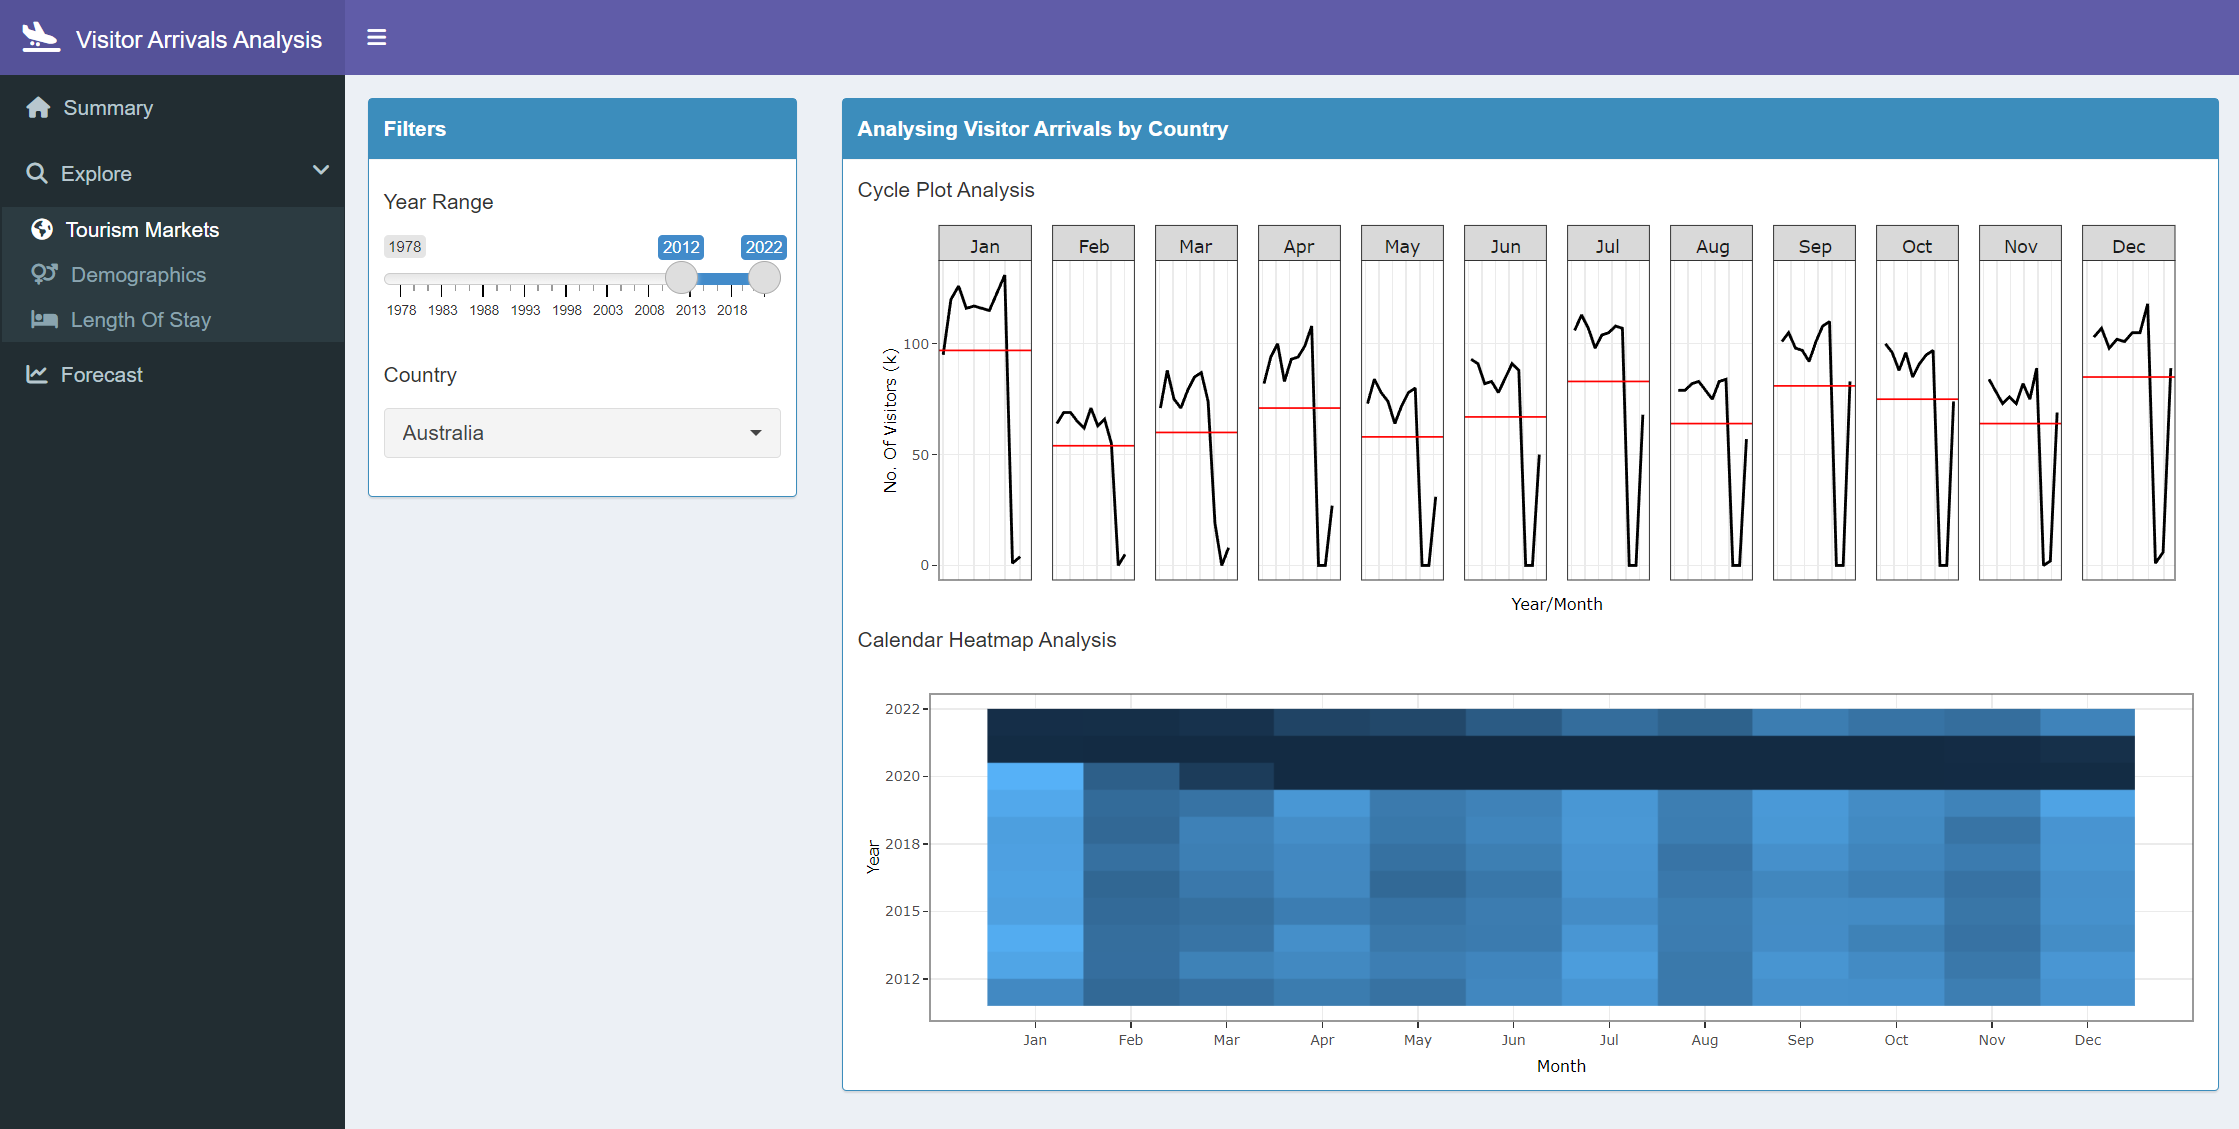 Visitor Arrivals Analysis
Summary
Explore
Tourism Markets
Demographics
Length Of Stay
Forecast
Filters
Year Range
1978 2012 2022
1978 1983 1988 1993 1998 2003 2008 2013 2018
Country
Australia
Analysing Visitor Arrivals by Country
Cycle Plot Analysis
Jan Feb Mar Apr May Jun Jul Aug Sep Oct Nov Dec
No. Of Visitors (k)
100
50
0
Year/Month
Calendar Heatmap Analysis
Year
2022
2020
2018
2015
2012
Jan Feb Mar Apr May Jun Jul Aug Sep Oct Nov Dec
Month